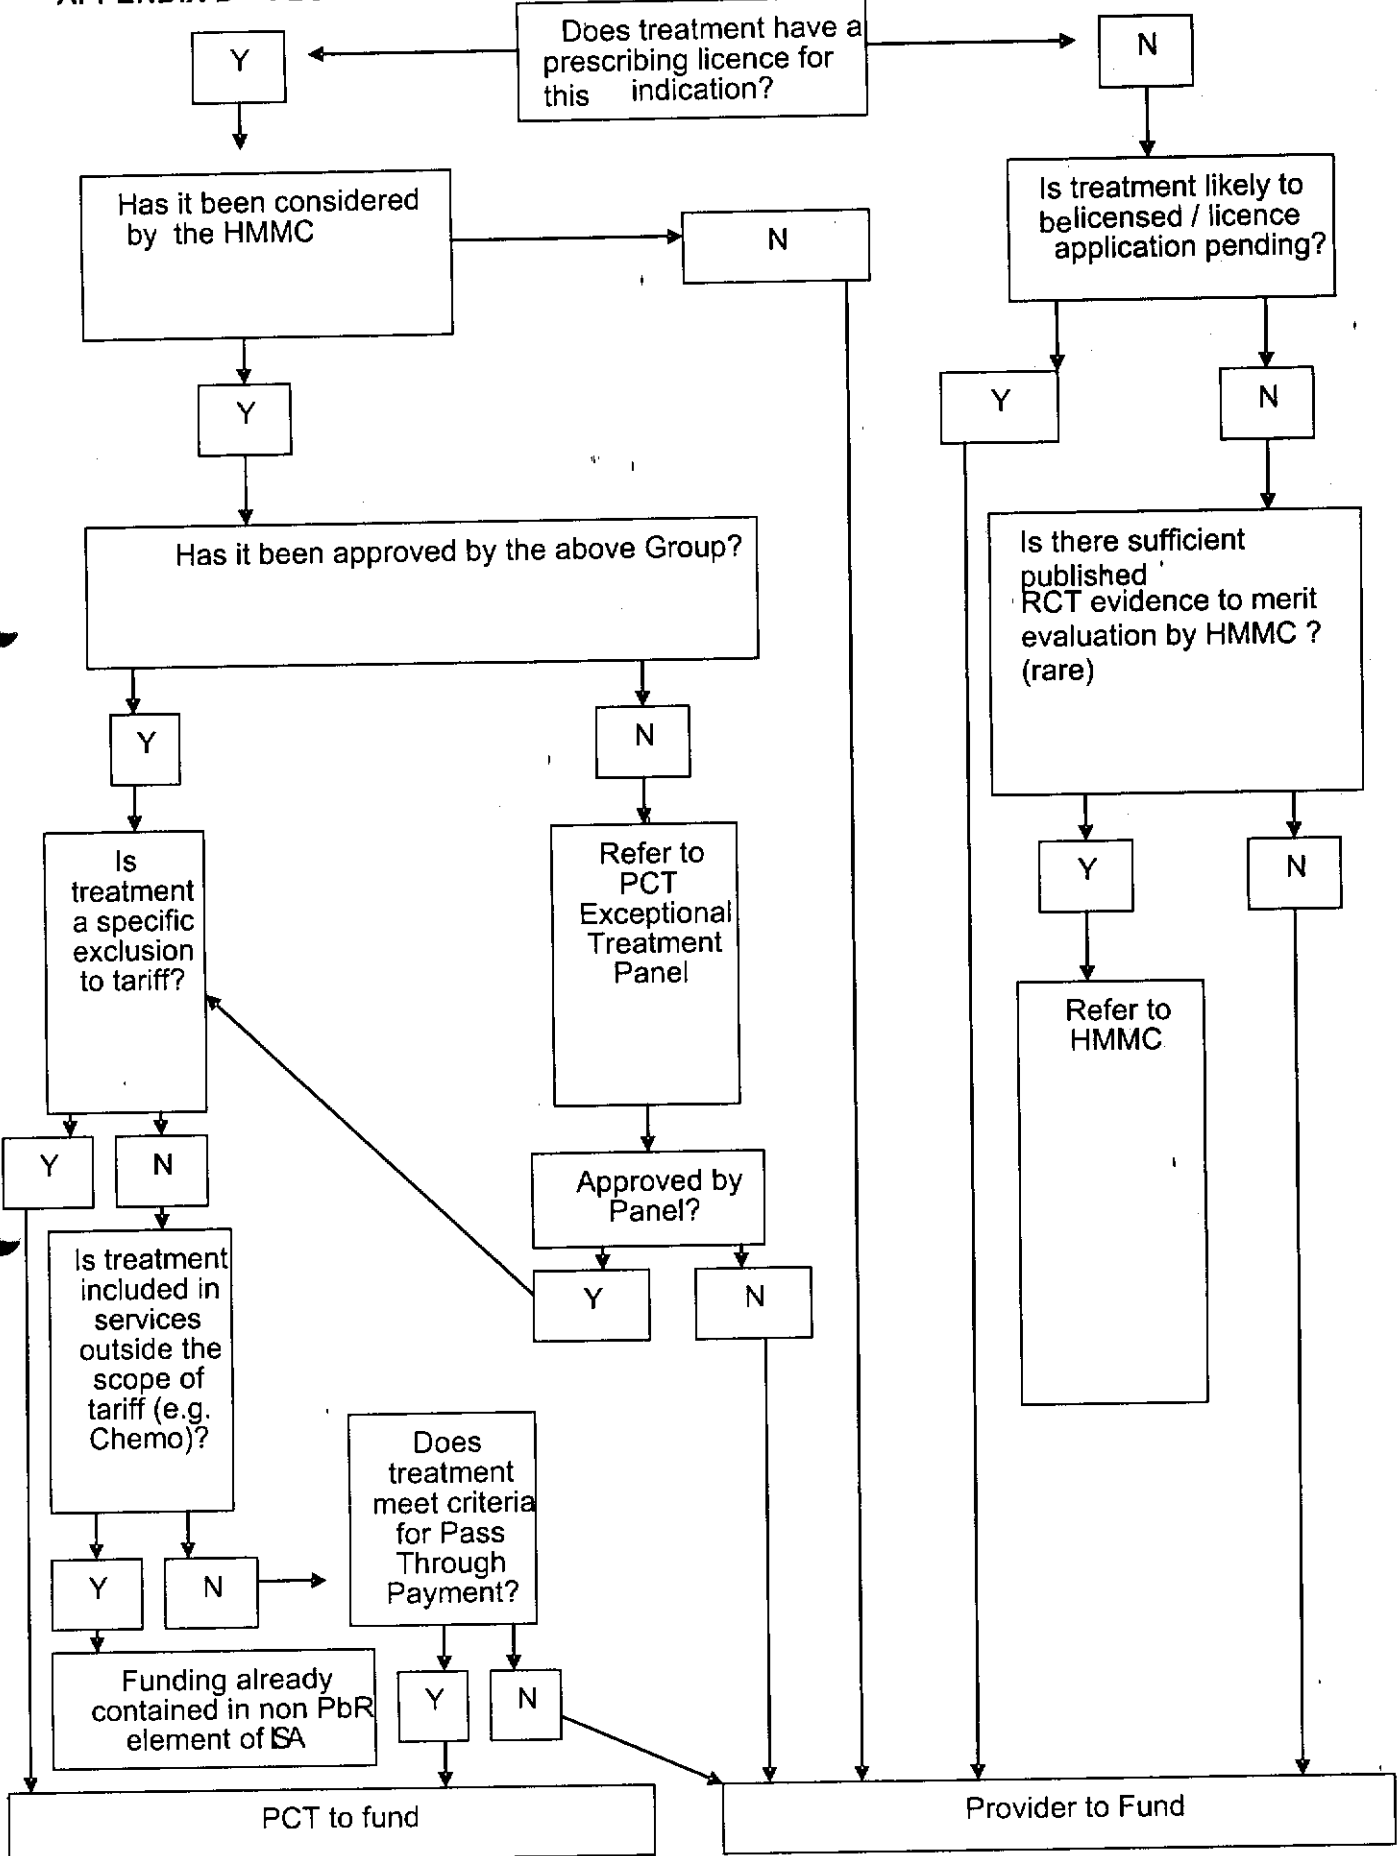 Does treatment have a
prescribing licence for
this indication?
Y
N
Has it been considered
by the HMMC
N
Is treatment likely to
belicensed / licence
application pending?
Y
Y
N
Has it been approved by the above Group?
Is there sufficient
published
RCT evidence to merit
evaluation by HMMC ?
(rare)
Y
N
Y
N
Is
treatment
a specific
exclusion
to tariff?
Refer to
PCT
Exceptional
Treatment
Panel
Refer to
HMMC
Y
N
Approved by
Panel?
Y
N
Is treatment
included in
services
outside the
scope of
tariff (e.g.
Chemo)?
Does
treatment
meet criteria
for Pass
Through
Payment?
Y
N
Y
N
Funding already
contained in non PbR
element of ISA
PCT to fund
Provider to Fund